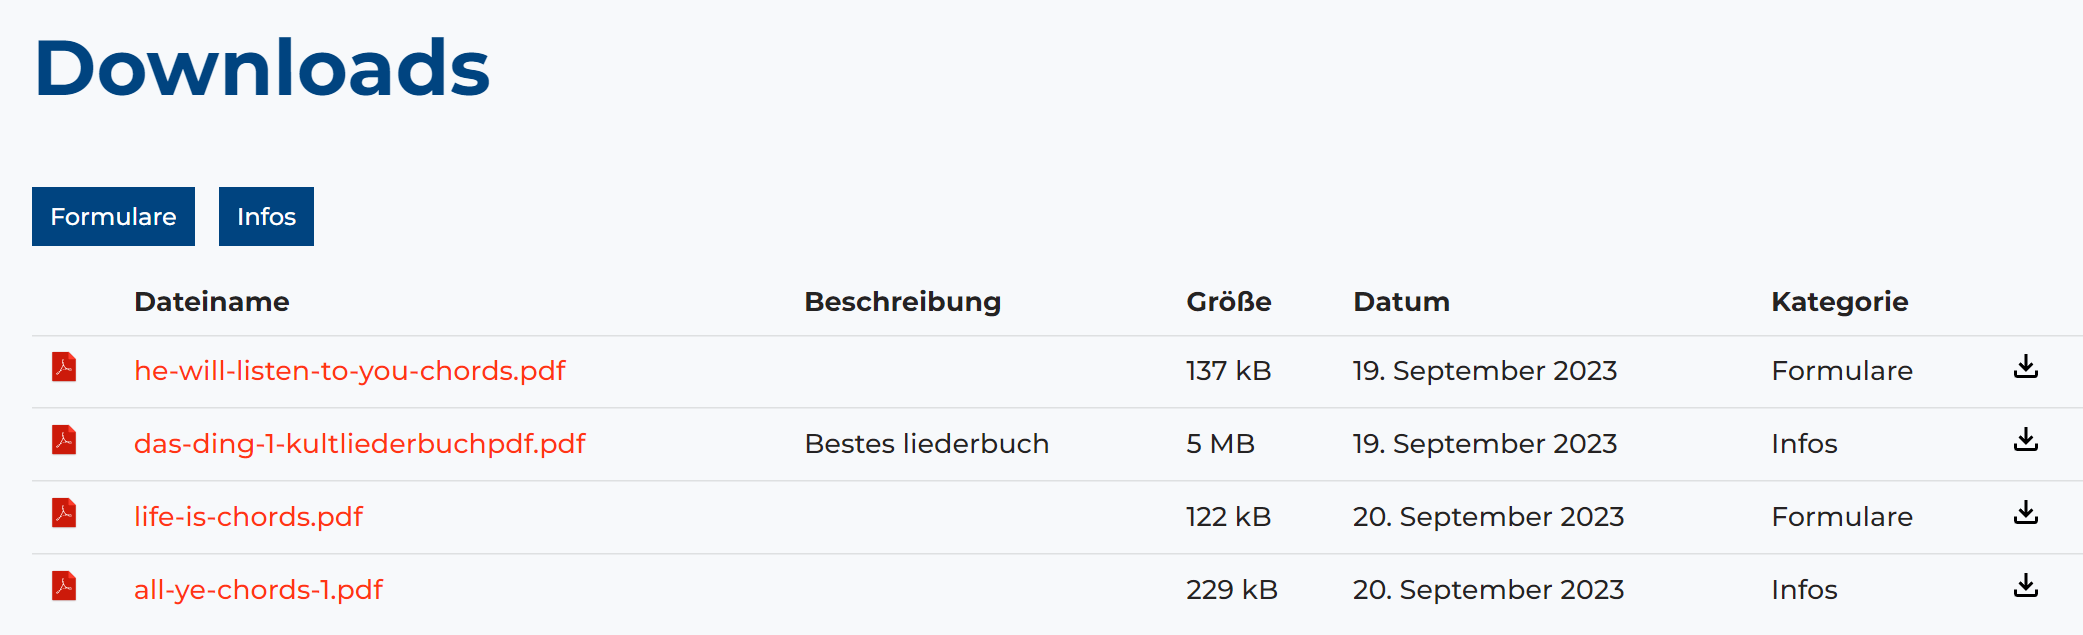 Downloads
Formulare Infos
Dateiname Beschreibung Größe Datum Kategorie
he-will-listen-to-you-chords.pdf 137 kB 19. September 2023 Formulare
das-ding-1-kultliederbuchpdf.pdf Bestes liederbuch 5 MB 19. September 2023 Infos
life-is-chords.pdf 122 kB 20. September 2023 Formulare
all-ye-chords-1.pdf 229 kB 20. September 2023 Infos